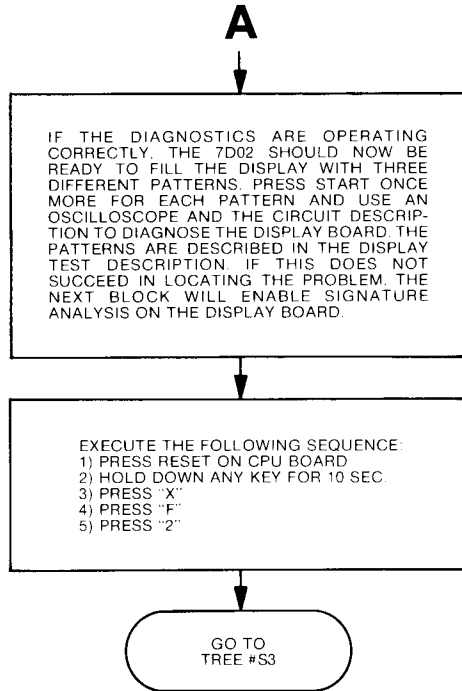 A
IF THE DIAGNOSTICS ARE OPERATING
CORRECTLY, THE 7D02 SHOULD NOW BE
READY TO FILL THE DISPLAY WITH THREE
DIFFERENT PATTERNS. PRESS START ONCE
MORE FOR EACH PATTERN AND USE AN
OSCILLOSCOPE AND THE CIRCUIT DESCRIP-
TION TO DIAGNOSE THE DISPLAY BOARD. THE
PATTERNS ARE DESCRIBED IN THE DISPLAY
TEST DESCRIPTION. IF THIS DOES NOT
SUCCEED IN LOCATING THE PROBLEM. THE
NEXT BLOCK WILL ENABLE SIGNATURE
ANALYSIS ON THE DISPLAY BOARD.
EXECUTE THE FOLLOWING SEQUENCE:
1) PRESS RESET ON CPU BOARD
2) HOLD DOWN ANY KEY FOR 10 SEC.
3) PRESS "X"
4) PRESS "F"
5) PRESS "2"
GO TO
TREE #S3